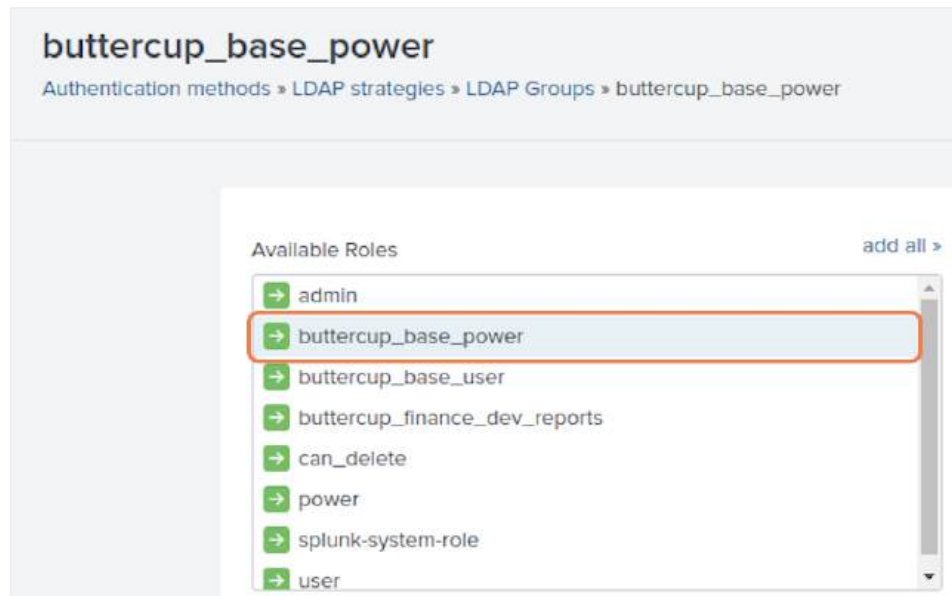 buttercup_base_power
Authentication methods » LDAP strategies » LDAP Groups » buttercup_base_power
Available Roles
add all »
admin
buttercup_base_power
buttercup_base_user
buttercup_finance_dev_reports
can_delete
power
splunk-system-role
user